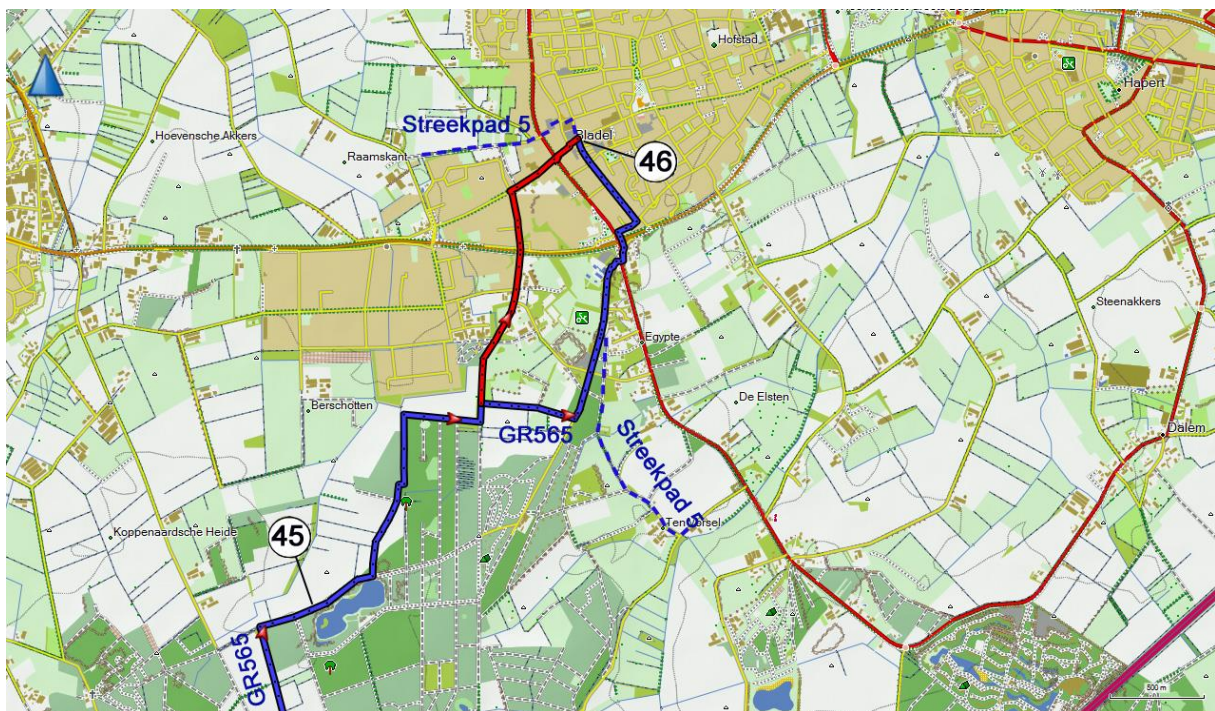 Hofstad
Hapert
Streekpad 5
Bladel
Hoevensche Akkers
Raamskant
46
Steenakkers
Egypte
De Elsten
Berschotten
GR565
Dalem
Streekpad 5
Ten Vorsel
Koppenaardsche Heide
45
GR565
500 m